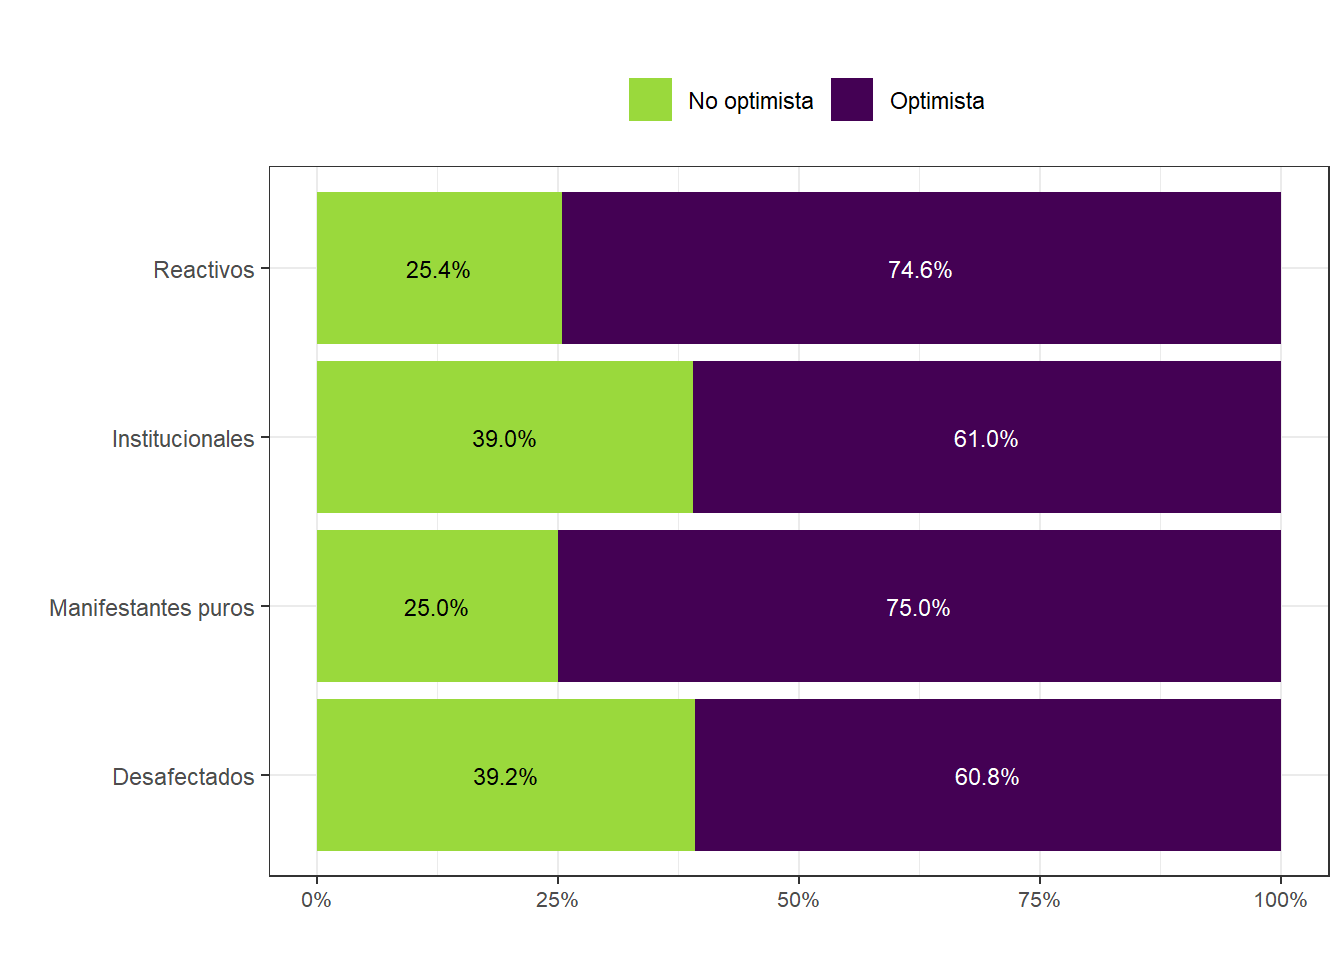 No optimista Optimista
Reactivos 25.4% 74.6%
Institucionales 39.0% 61.0%
Manifestantes puros 25.0% 75.0%
Desafectados 39.2% 60.8%
0% 25% 50% 75% 100%